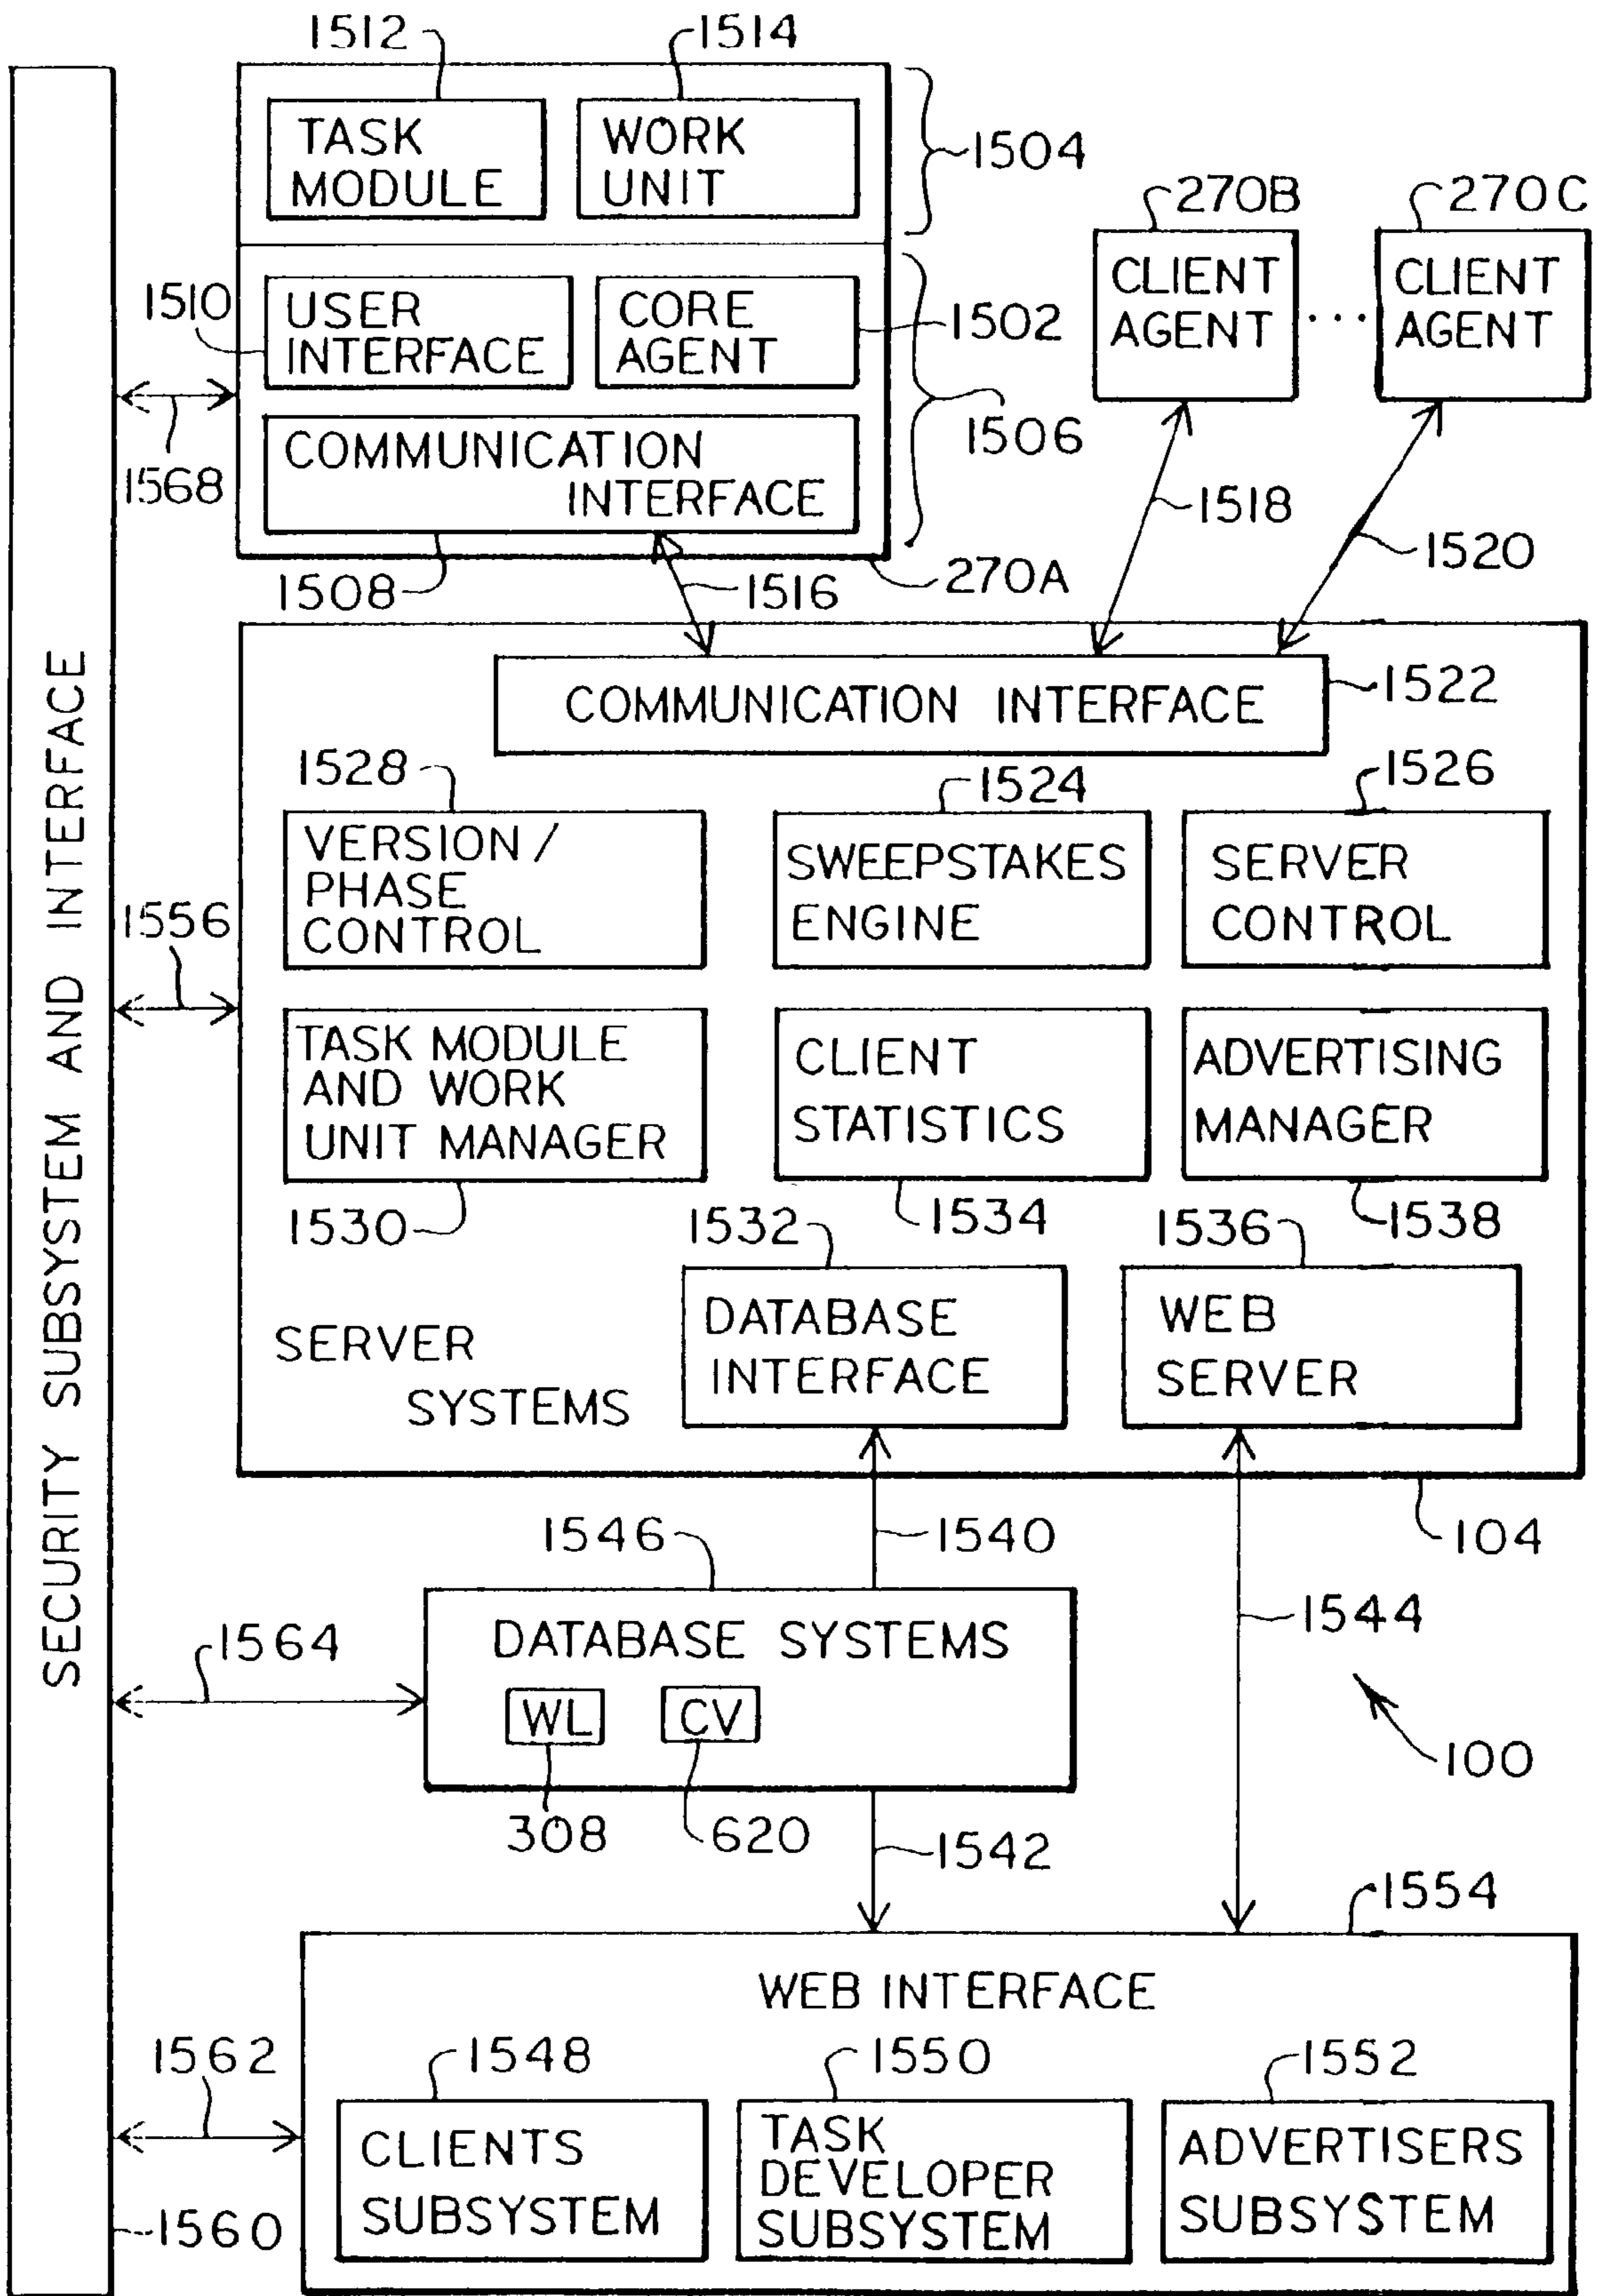 1512
1514
TASK
MODULE
WORK
UNIT
1504
270B
270C
CLIENT
AGENT
...
CLIENT
AGENT
1510
USER
INTERFACE
CORE
AGENT
1502
1506
COMMUNICATION
INTERFACE
1568
1518
1520
1508
1516
270A
SECURITY SUBSYSTEM AND INTERFACE
COMMUNICATION INTERFACE
1522
1528
1524
1526
VERSION/
PHASE
CONTROL
SWEEPSTAKES
ENGINE
SERVER
CONTROL
1556
TASK MODULE
AND WORK
UNIT MANAGER
CLIENT
STATISTICS
ADVERTISING
MANAGER
1530
1532
1534
1536
1538
SERVER
SYSTEMS
DATABASE
INTERFACE
WEB
SERVER
1546
1540
104
1564
DATABASE SYSTEMS
1544
WL
CV
100
308
620
1542
1554
WEB INTERFACE
1562
1548
1550
1552
CLIENTS
SUBSYSTEM
TASK
DEVELOPER
SUBSYSTEM
ADVERTISERS
SUBSYSTEM
1560